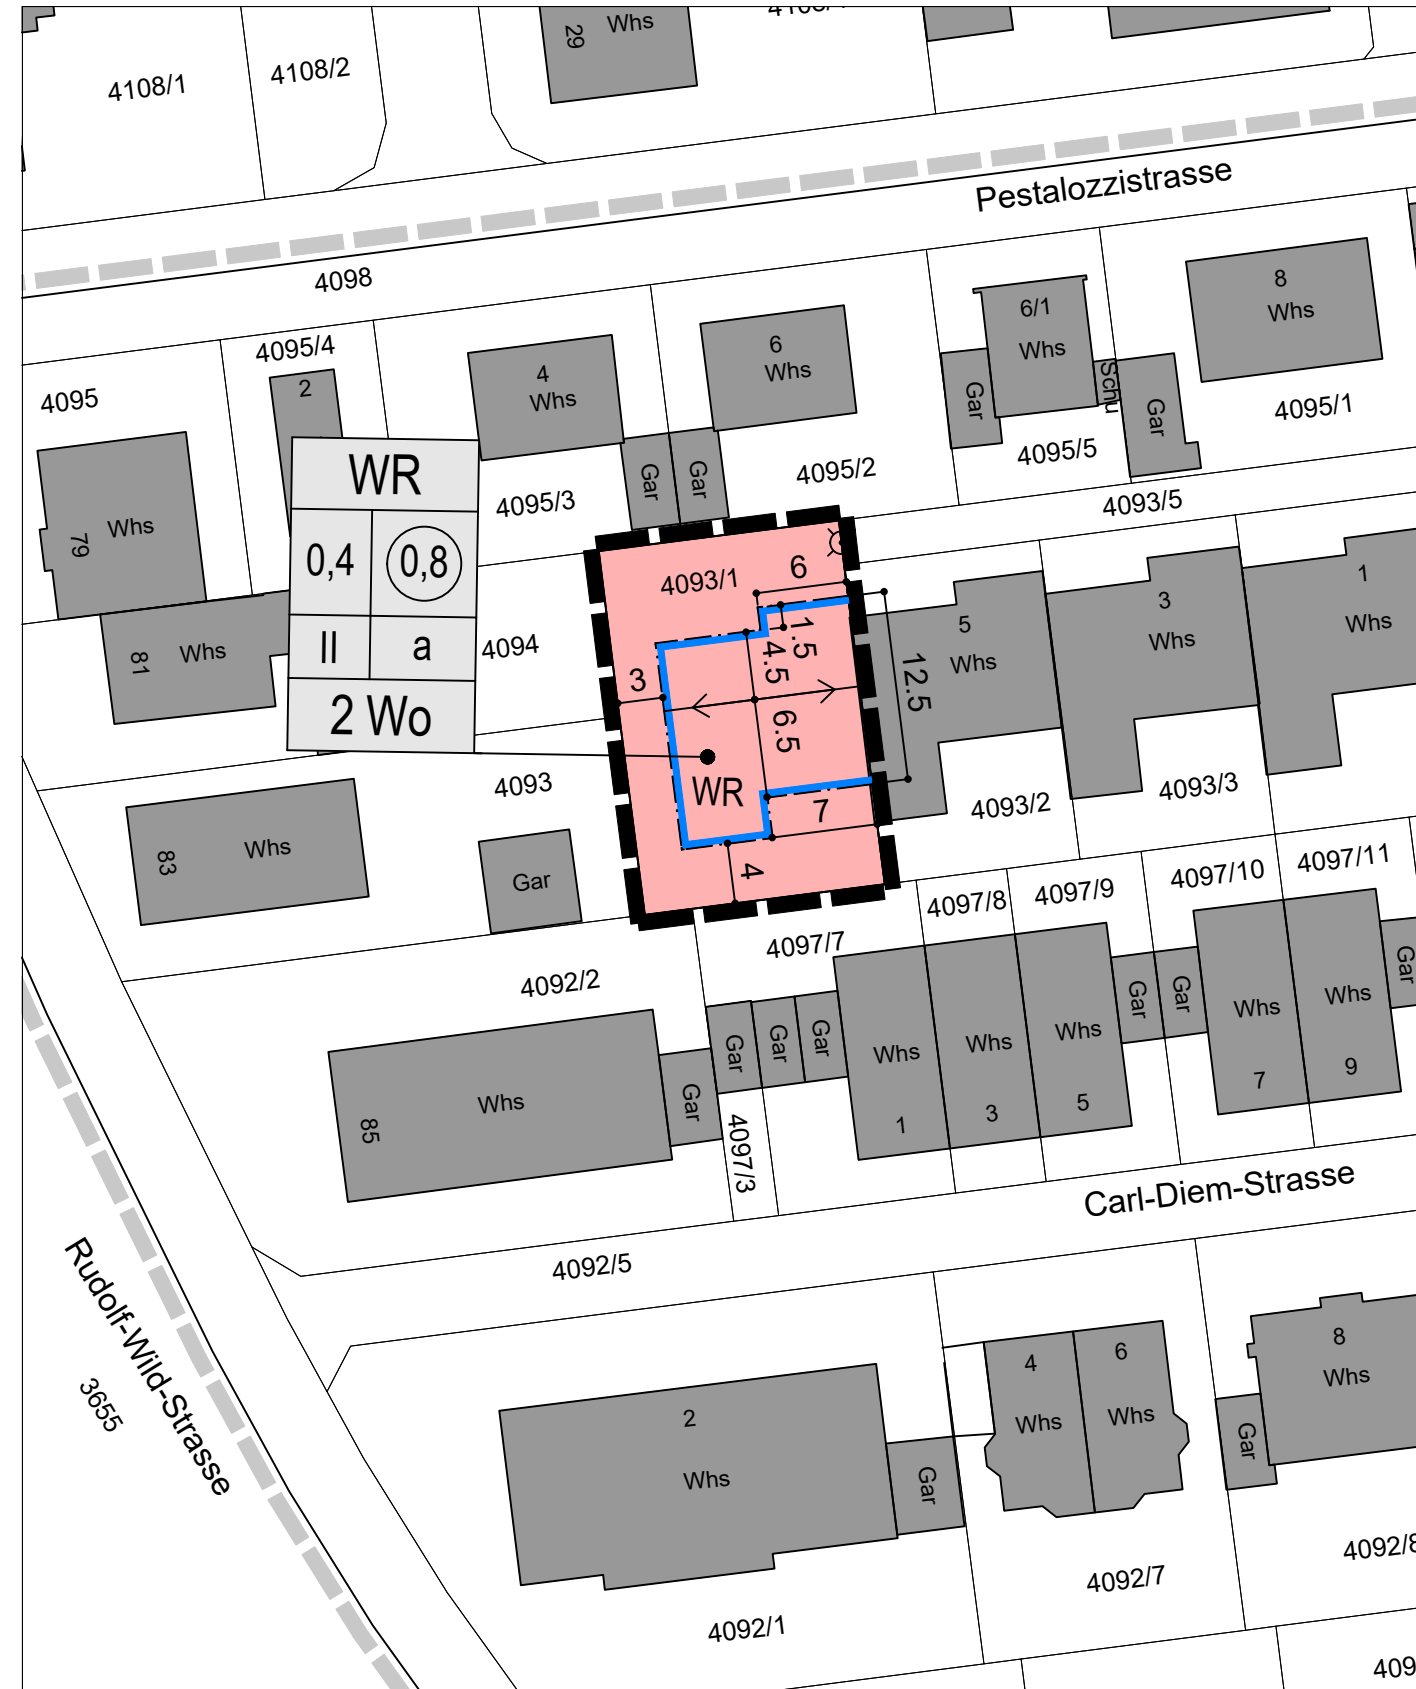 29
Whs
4108/1
4108/2
Pestalozzistrasse
4098
4095/4
4095
2
4
Whs
6
Whs
6/1
Whs
8
Whs
Schu
Gar
Gar
4095/1
4095/5
4095/2
Gar
Gar
4095/3
4093/5
79
Whs
WR
0,4
0,8
II
a
2 Wo
4094
81
Whs
4093/1
6
1.5
4.5
3
6.5
12.5
WR
7
4
5
Whs
3
Whs
1
Whs
4093
4093/2
4093/3
83
Whs
Gar
4097/7
4097/8
4097/9
4097/10
4097/11
4092/2
85
Whs
Gar
Gar
Gar
Gar
Whs
1
Whs
3
Whs
5
Gar
Gar
Whs
7
Whs
9
Gar
4097/3
Carl-Diem-Strasse
4092/5
Rudolf-Wild-Strasse
3655
2
Whs
Gar
4
Whs
6
Whs
8
Whs
Gar
4092/1
4092/7
4092/8
409